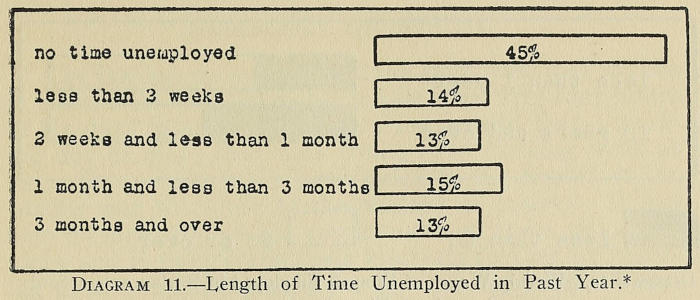 no time unemployed 45%
less than 2 weeks 14%
2 weeks and less than 1 month 13%
1 month and less than 3 months 15%
3 months and over 13%
DIAGRAM 11.—Length of Time Unemployed in Past Year.*